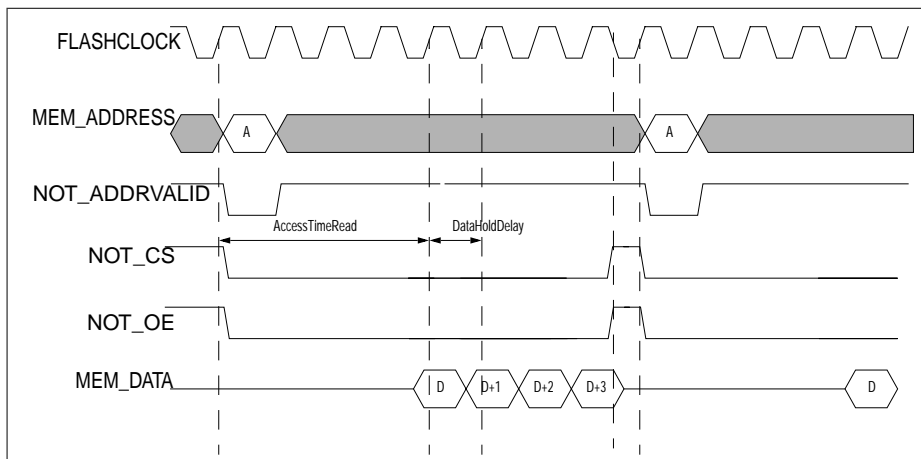 FLASHCLOCK
MEM_ADDRESS
A
A
NOT_ADDRVALID
AccessTimeRead
DataHoldDelay
NOT_CS
NOT_OE
MEM_DATA
D
D+1
D+2
D+3
D